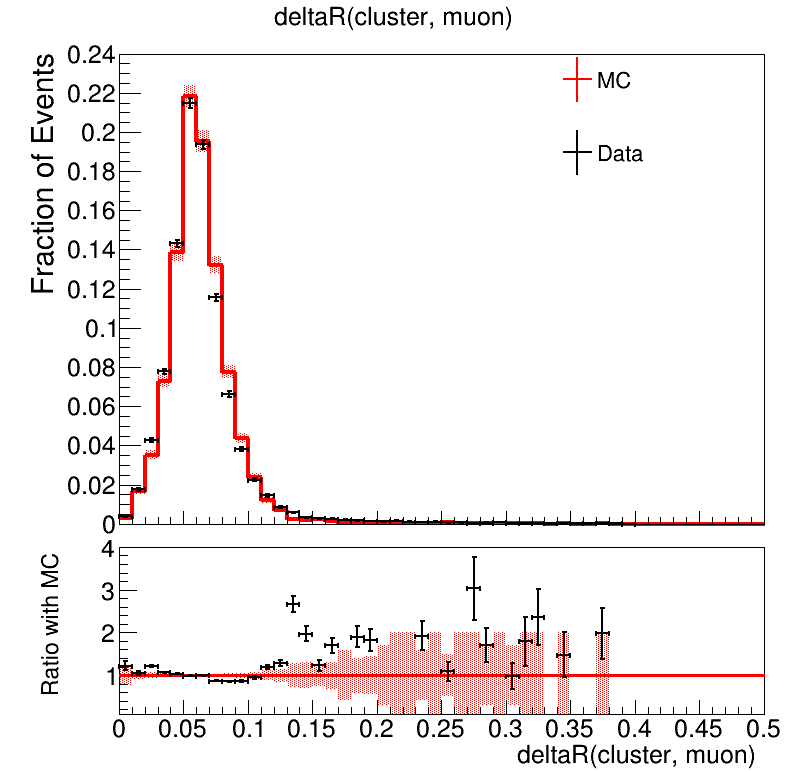 deltaR(cluster, muon)
Fraction of Events
0.24
0.22
0.2
0.18
0.16
0.14
0.12
0.1
0.08
0.06
0.04
0.02
0
MC
Data
Ratio with MC
4
3
2
1
0 0.05 0.1 0.15 0.2 0.25 0.3 0.35 0.4 0.45 0.5
deltaR(cluster, muon)